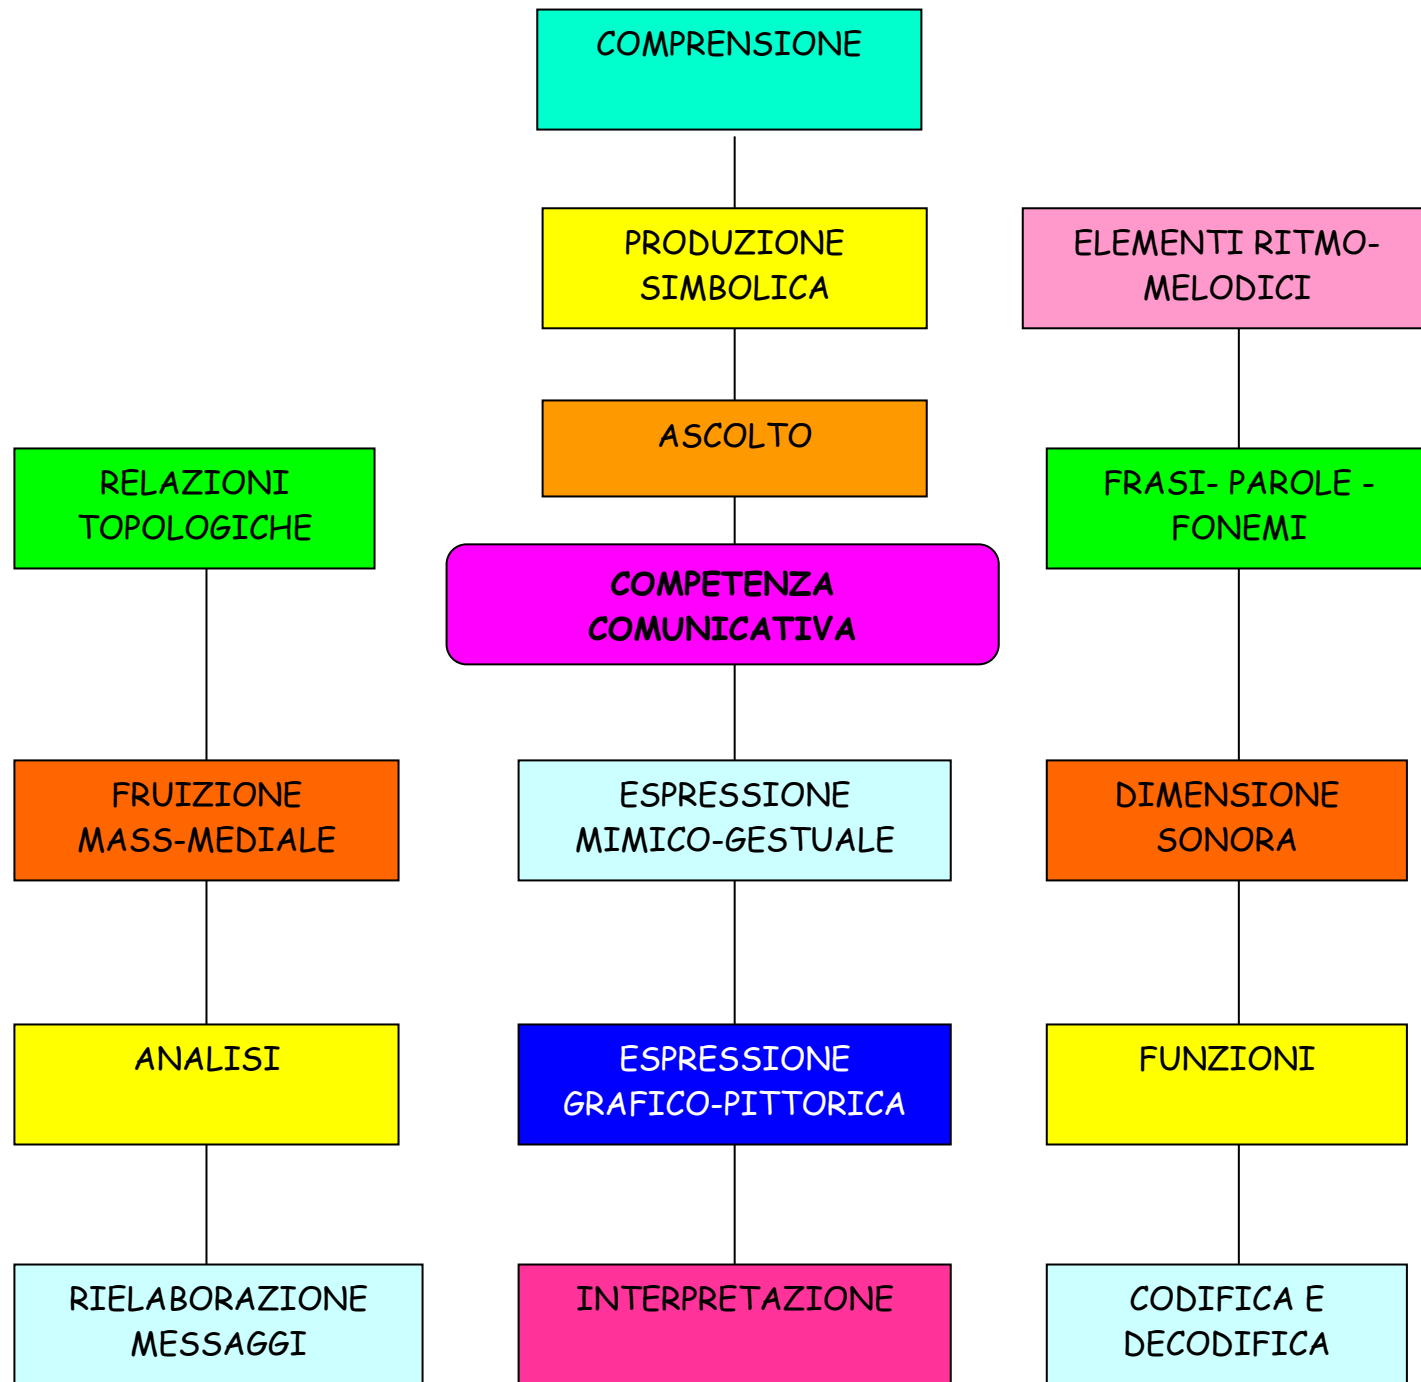 COMPRENSIONE
PRODUZIONE
SIMBOLICA
ELEMENTI RITMO-
MELODICI
ASCOLTO
RELAZIONI
TOPOLOGICHE
FRASI- PAROLE -
FONEMI
COMPETENZA
COMUNICATIVA
FRUIZIONE
MASS-MEDIALE
ESPRESSIONE
MIMICO-GESTUALE
DIMENSIONE
SONORA
ANALISI
ESPRESSIONE
GRAFICO-PITTORICA
FUNZIONI
RIELABORAZIONE
MESSAGGI
INTERPRETAZIONE
CODIFICA E
DECODIFICA